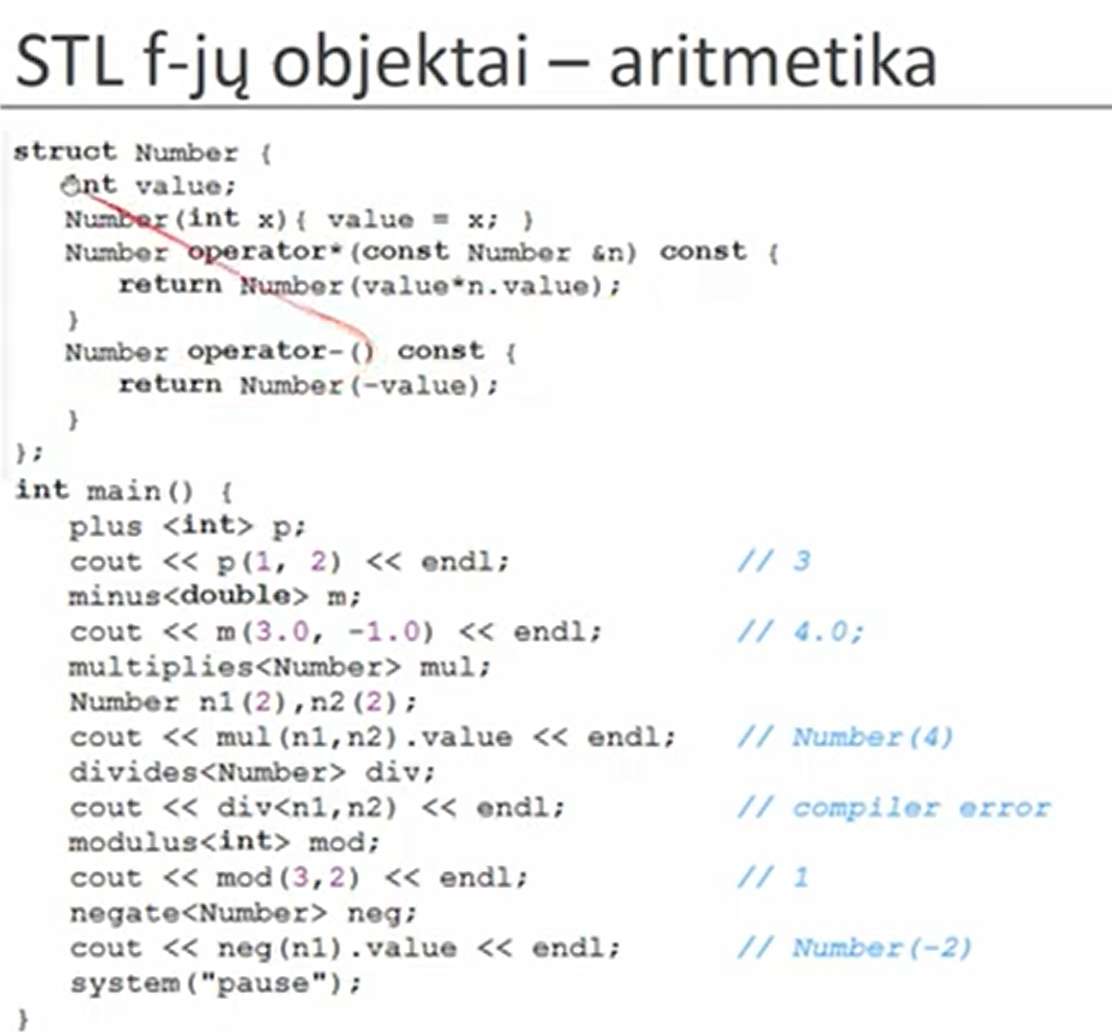 STL f-jų objektai – aritmetika
struct Number {
int value;
Number(int x){ value = x; }
Number operator*(const Number &n) const {
return Number(value*n.value);
}
Number operator-() const {
return Number(-value);
}
};
int main() {
plus <int> p;
cout << p(1, 2) << endl; // 3
minus<double> m;
cout << m(3.0, -1.0) << endl; // 4.0;
multiplies<Number> mul;
Number n1(2),n2(2);
cout << mul(n1,n2).value << endl; // Number(4)
divides<Number> div;
cout << div<n1,n2) << endl; // compiler error
modulus<int> mod;
cout << mod(3,2) << endl; // 1
negate<Number> neg;
cout << neg(n1).value << endl; // Number(-2)
system("pause");
}